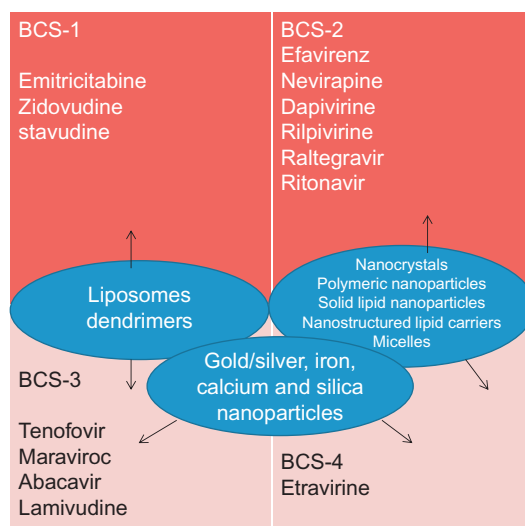 BCS-1
Emitricitabine
Zidovudine
stavudine
BCS-2
Efavirenz
Nevirapine
Dapivirine
Rilpivirine
Raltegravir
Ritonavir
Liposomes
dendrimers
Nanocrystals
Polymeric nanoparticles
Solid lipid nanoparticles
Nanostructured lipid carriers
Micelles
Gold/silver, iron,
calcium and silica
nanoparticles
BCS-3
Tenofovir
Maraviroc
Abacavir
Lamivudine
BCS-4
Etravirine